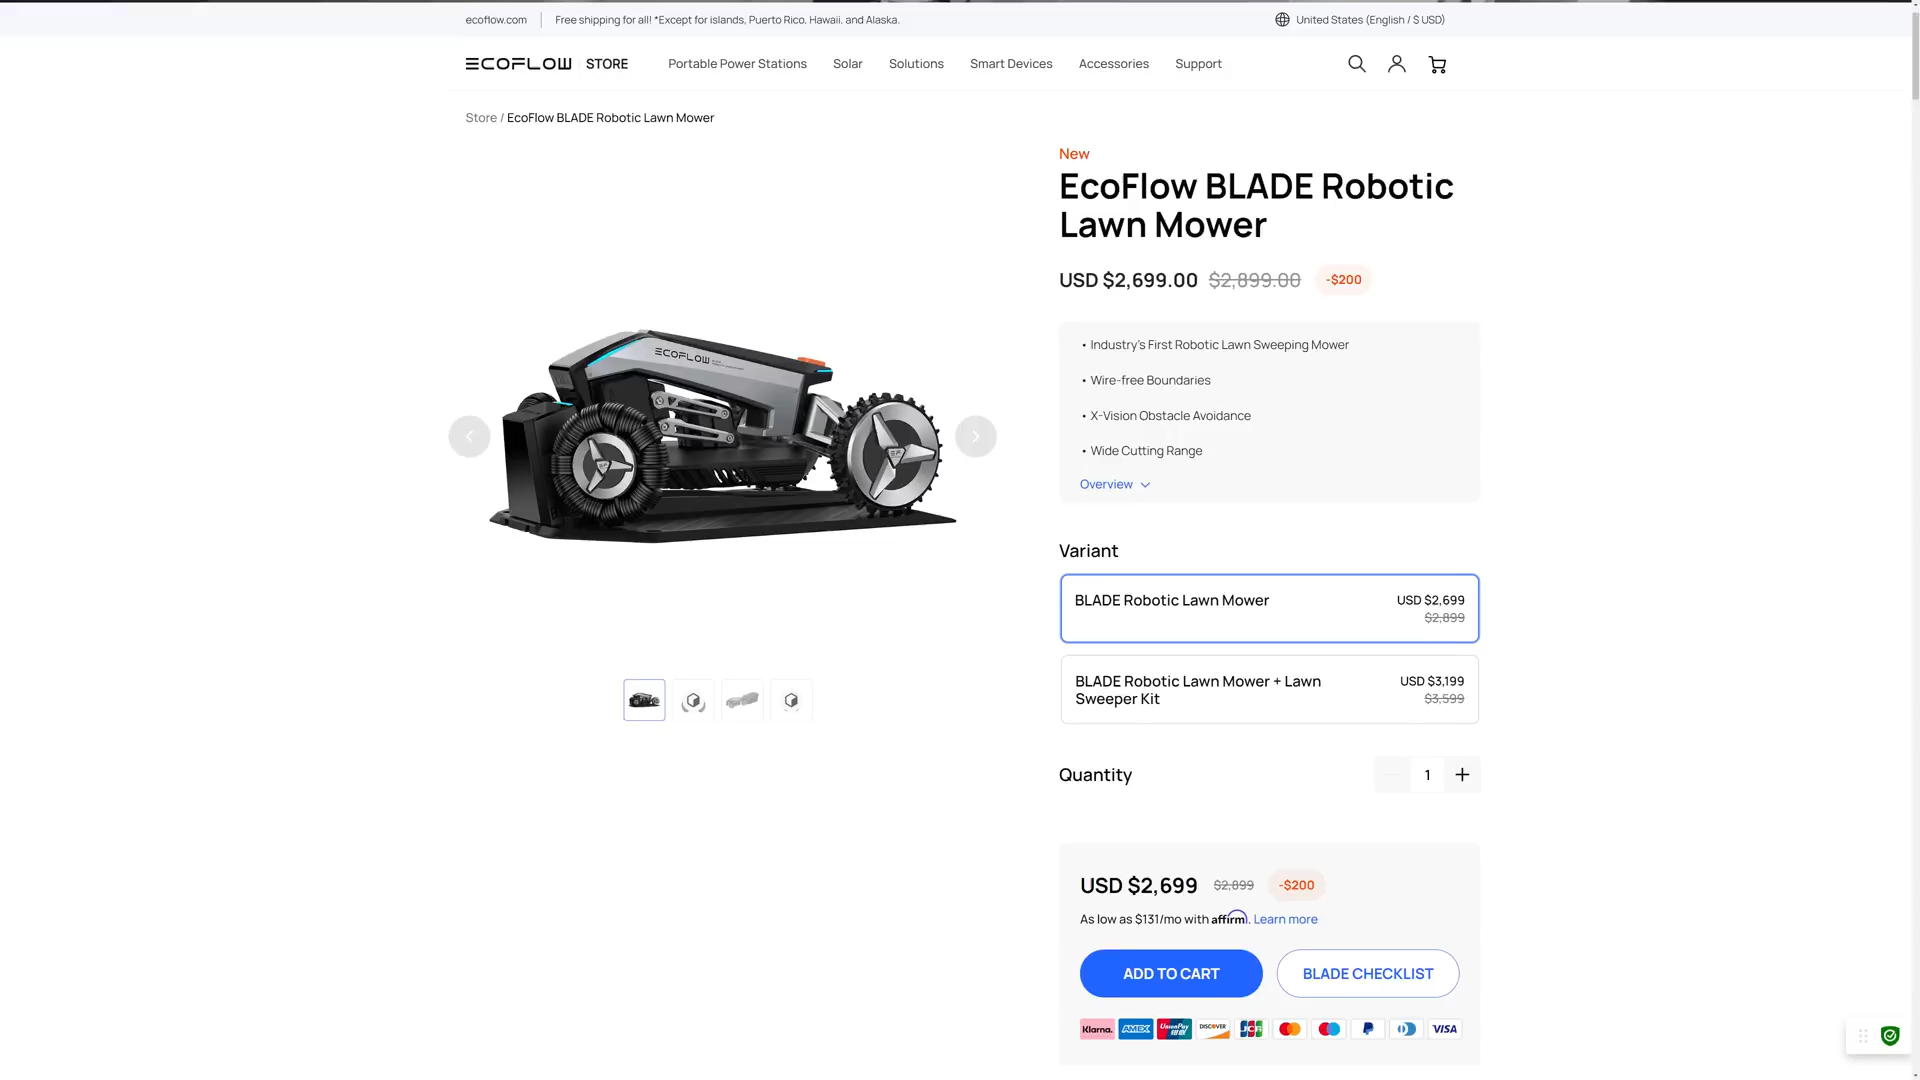 ecoflow.com
Free shipping for all! *Except for islands, Puerto Rico, Hawaii, and Alaska.
United States (English / $ USD)
ECOFLOW STORE
Portable Power Stations
Solar
Solutions
Smart Devices
Accessories
Support
Store / EcoFlow BLADE Robotic Lawn Mower
New
EcoFlow BLADE Robotic
Lawn Mower
USD $2,699.00 $2,899.00 -$200
• Industry's First Robotic Lawn Sweeping Mower
• Wire-free Boundaries
• X-Vision Obstacle Avoidance
• Wide Cutting Range
Overview
ECOFLOW
Variant
BLADE Robotic Lawn Mower
USD $2,699
$2,899
BLADE Robotic Lawn Mower + Lawn
Sweeper Kit
USD $3,199
$3,599
Quantity
1
USD $2,699 $2,899 -$200
As low as $131/mo with affirm. Learn more
ADD TO CART
BLADE CHECKLIST
Klarna.
AMEX
UnionPay
DISCOVER
JCB
VISA